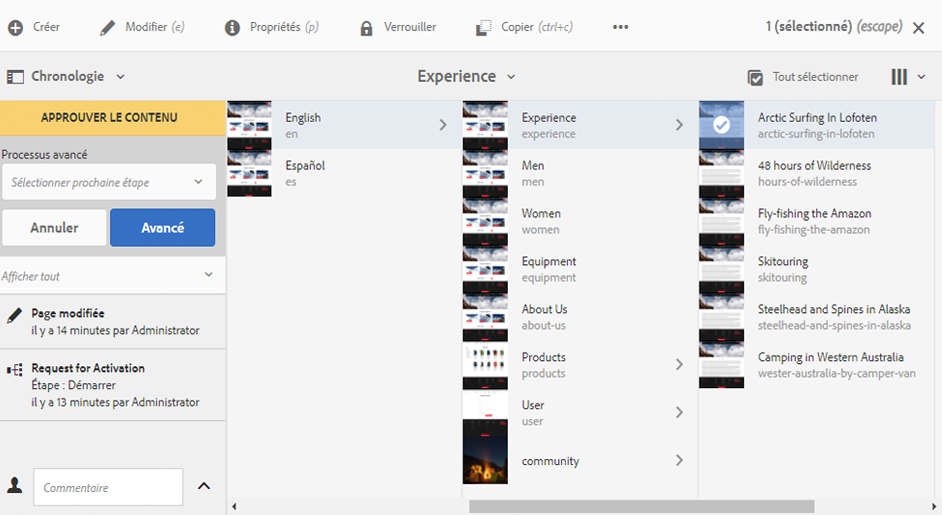 Créer
Modifier (e)
Propriétés (p)
Verrouiller
Copier (ctrl+c)
1 (sélectionné) (escape)
Chronologie
Experience
Tout sélectionner
APPROUVER LE CONTENU
Processus avancé
Sélectionner prochaine étape
Annuler
Avancé
Afficher tout
Page modifiée
il y a 14 minutes par Administrator
Request for Activation
Étape : Démarrer
il y a 13 minutes par Administrator
Commentaire
English
en
Español
es
Experience
experience
Men
men
Women
women
Equipment
equipment
About Us
about-us
Products
products
User
user
community
Arctic Surfing In Lofoten
arctic-surfing-in-lofoten
48 hours of Wilderness
hours-of-wilderness
Fly-fishing the Amazon
fly-fishing-the-amazon
Skitouring
skitouring
Steelhead and Spines in Alaska
steelhead-and-spines-in-alaska
Camping in Western Australia
wester-australia-by-camper-van